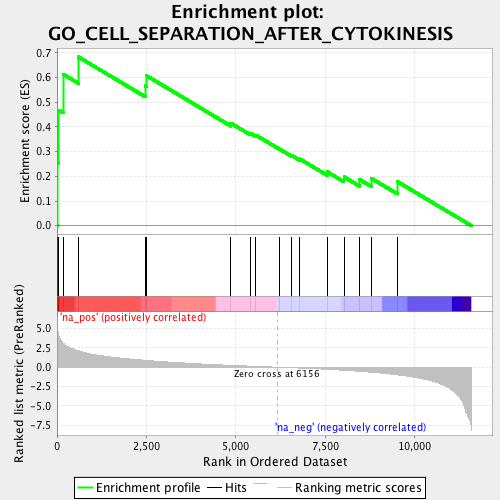 Enrichment plot:
GO_CELL_SEPARATION_AFTER_CYTOKINESIS
Enrichment score (ES)
0.7
0.6
0.5
0.4
0.3
0.2
0.1
0.0
'na_pos' (positively correlated)
Ranked list metric (PreRanked)
5.0
2.5
0.0
-2.5
-5.0
-7.5
Zero cross at 6156
'na_neg' (negatively correlated)
0 2,500 5,000 7,500 10,000
Rank in Ordered Dataset
Enrichment profile Hits Ranking metric scores